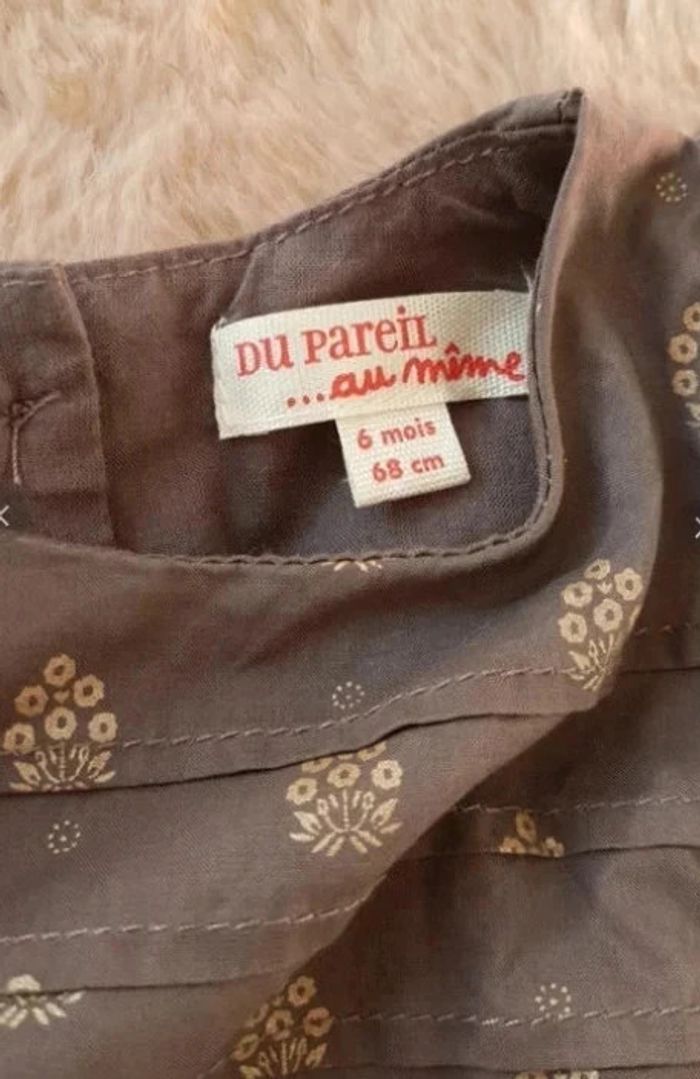 DU PAREIL
...au même
6 mois
68 cm